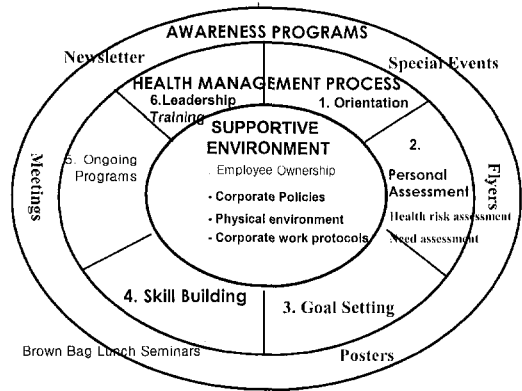 AWARENESS PROGRAMS
Newsletter
Special Events
HEALTH MANAGEMENT PROCESS
6.Leadership
Training
1. Orientation
SUPPORTIVE
ENVIRONMENT
. Employee Ownership
- Corporate Policies
- Physical environment
- Corporate work protocols
2.
Personal
Assessment
Health risk assessment
Need assessment
5. Ongoing
Programs
Meetings
Flyers
4. Skill Building
3. Goal Setting
Brown Bag Lunch Seminars
Posters